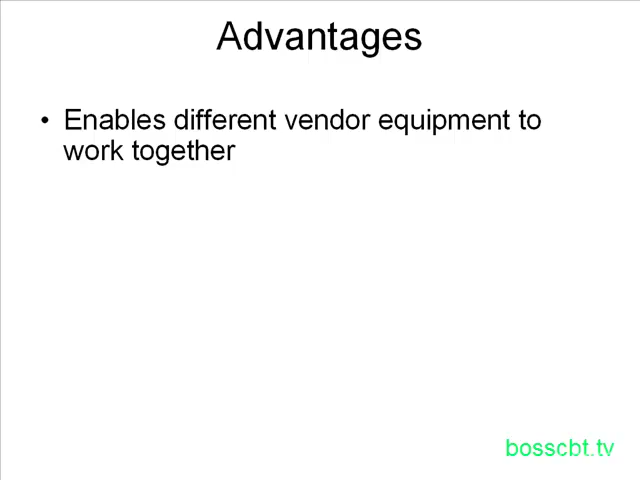 Advantages
• Enables different vendor equipment to
work together
bosscbt.tv